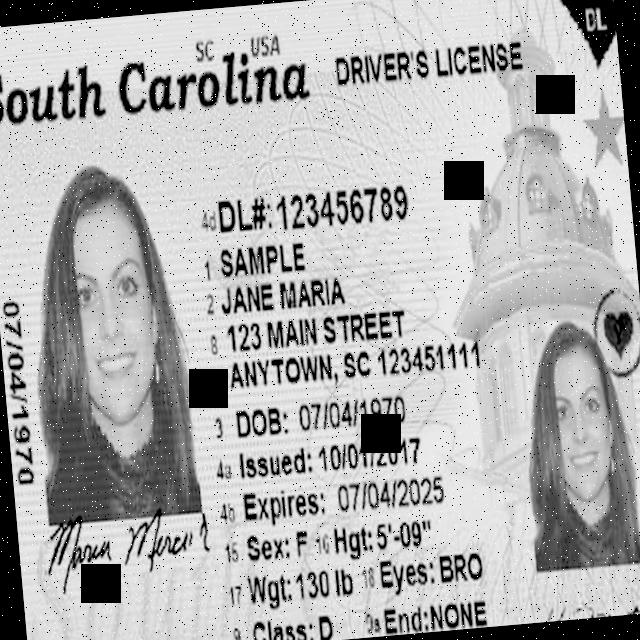 SC USA
South Carolina DRIVER'S LICENSE
DL
4d DL#: 123456789
1 SAMPLE
2 JANE MARIA
8 123 MAIN STREET
ANYTOWN, SC 123451111
3 DOB: 07/04/1970
4a Issued: 10/01/2017
4b Expires: 07/04/2025
15 Sex: F 16 Hgt: 5'-09"
17 Wgt: 130 lb 18 Eyes: BRO
9 Class: D 9a End: NONE
07/04/1970